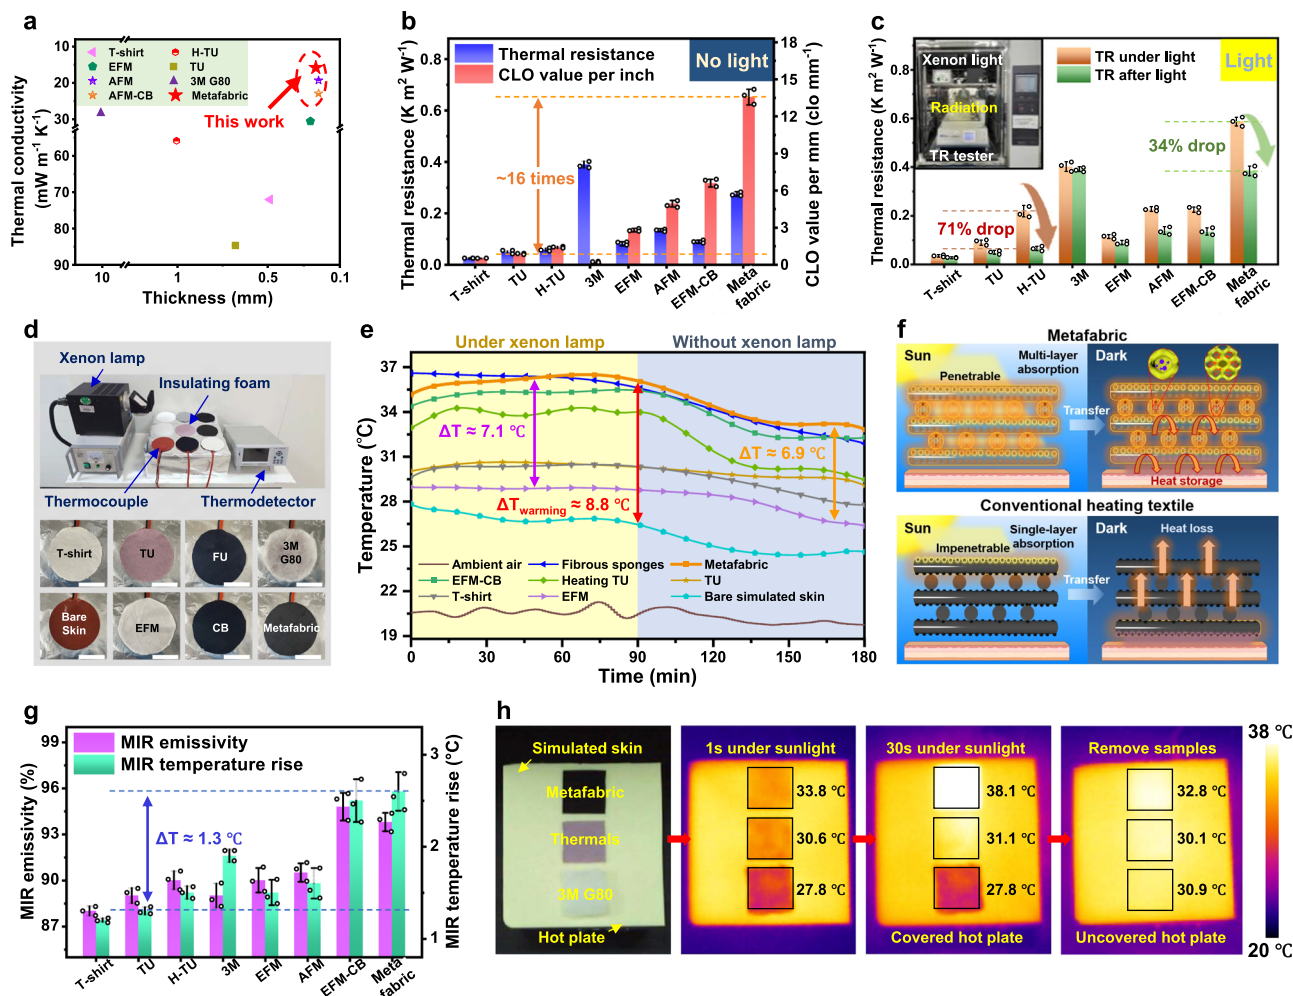 a
Thermal conductivity
(mW m⁻¹ K⁻¹)
10
20
30
60
75
90
T-shirt
EFM
AFM
AFM-CB
H-TU
TU
3M G80
Metafabric
This work
10
1
0.5
0.1
Thickness (mm)
b
Thermal resistance (K m² W⁻¹)
0.8
0.6
0.4
0.2
0.0
Thermal resistance
CLO value per inch
No light
~16 times
18
15
12
9
6
3
0
CLO value per mm (clo mm⁻¹)
T-shirt
TU
H-TU
3M
EFM
AFM
EFM-CB
Meta
fabric
c
Thermal resistance (K m² W⁻¹)
0.8
0.6
0.4
0.2
0.0
Xenon light
Radiation
TR tester
TR under light
TR after light
Light
34% drop
71% drop
T-shirt
TU
H-TU
3M
EFM
AFM
EFM-CB
Meta
fabric
d
Xenon lamp
Insulating foam
Thermocouple
Thermodetector
T-shirt
TU
FU
3M
G80
Bare
Skin
EFM
CB
Metafabric
e
Under xenon lamp
Without xenon lamp
Temperature (°C)
37
34
31
28
25
22
19
ΔT ≈ 7.1 ℃
ΔT ≈ 6.9 ℃
ΔTwarming ≈ 8.8 ℃
Ambient air
Fibrous sponges
Metafabric
EFM-CB
Heating TU
TU
T-shirt
EFM
Bare simulated skin
0
30
60
90
120
150
180
Time (min)
f
Metafabric
Sun
Penetrable
Multi-layer
absorption
Transfer
Dark
Heat storage
Conventional heating textile
Sun
Impenetrable
Single-layer
absorption
Transfer
Dark
Heat loss
g
MIR emissivity (%)
99
96
93
90
87
MIR emissivity
MIR temperature rise
ΔT ≈ 1.3 ℃
3
2
1
MIR temperature rise (°C)
T-shirt
TU
H-TU
3M
EFM
AFM
EFM-CB
Meta
fabric
h
Simulated skin
Metafabric
Thermals
3M G80
Hot plate
1s under sunlight
33.8 ℃
30.6 ℃
27.8 ℃
30s under sunlight
38.1 ℃
31.1 ℃
27.8 ℃
Covered hot plate
Remove samples
32.8 ℃
30.1 ℃
30.9 ℃
Uncovered hot plate
38 ℃
20 ℃